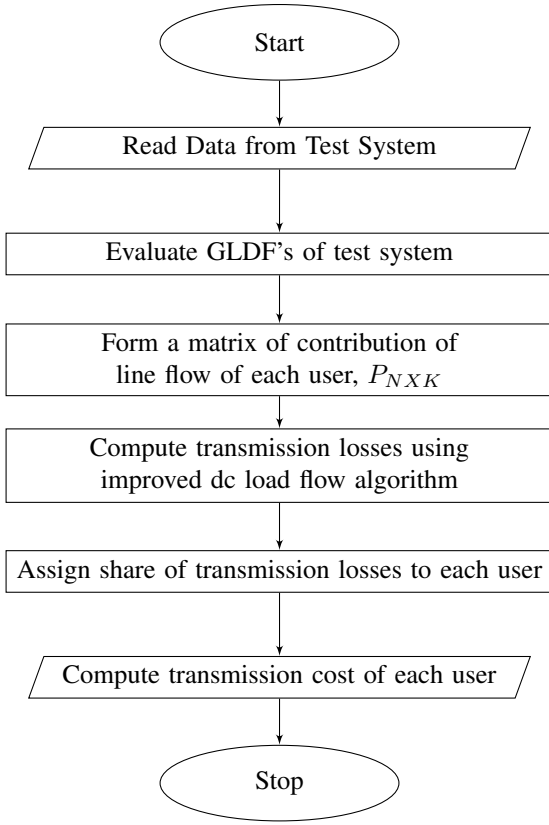 Start
Read Data from Test System
Evaluate GLDF's of test system
Form a matrix of contribution of
line flow of each user, P_{NXK}
Compute transmission losses using
improved dc load flow algorithm
Assign share of transmission losses to each user
Compute transmission cost of each user
Stop